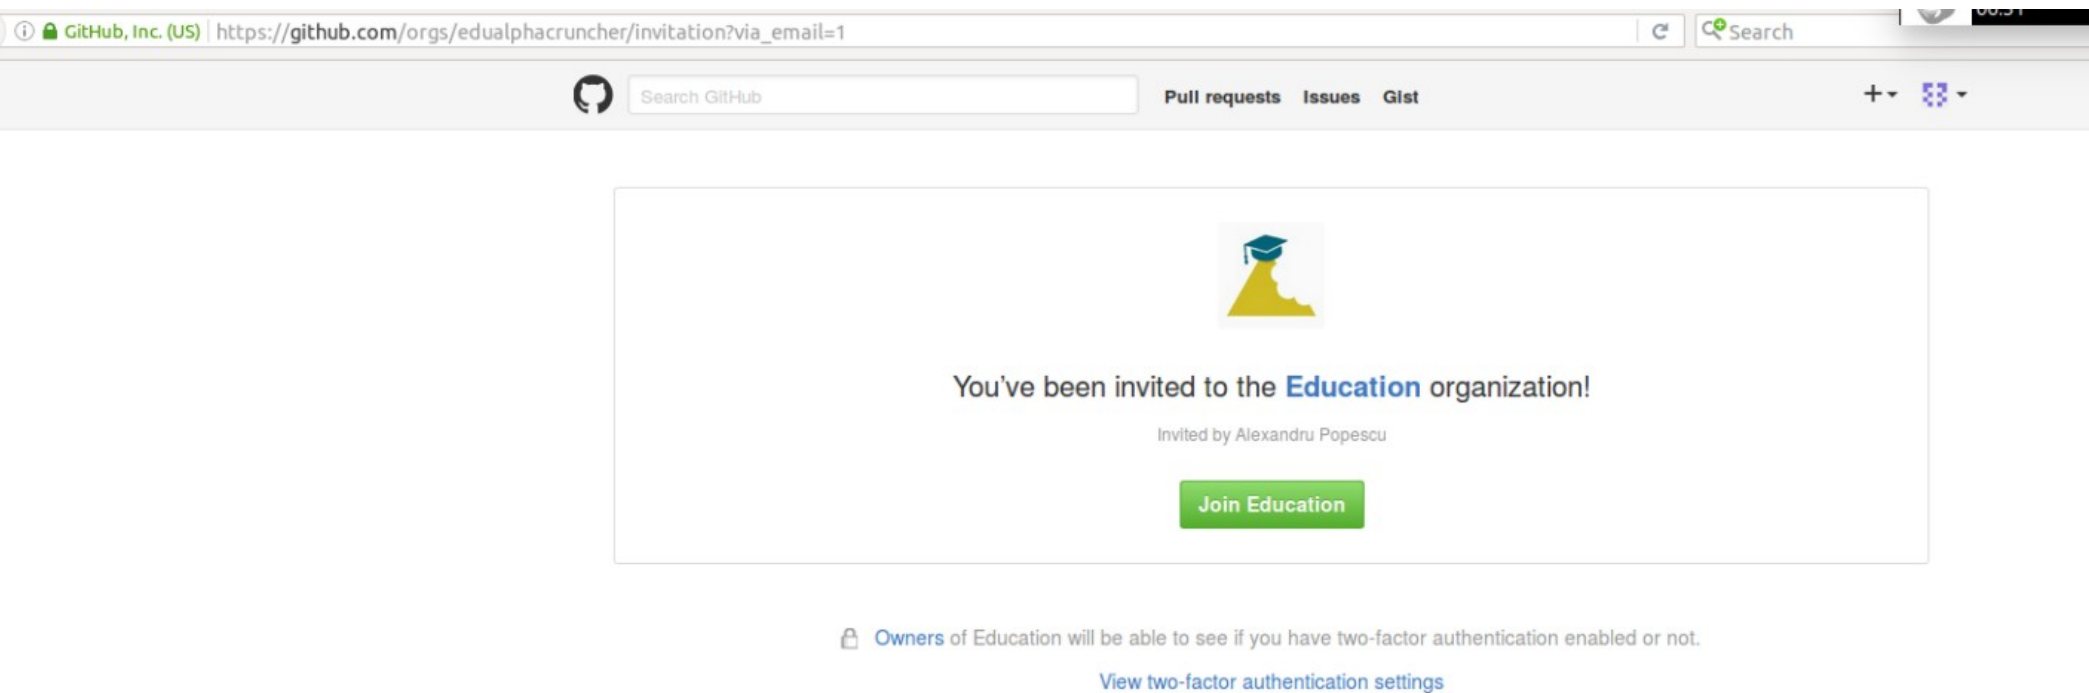 GitHub, Inc. (US) https://github.com/orgs/edualphacruncher/invitation?via_email=1 Search
Search GitHub Pull requests Issues Gist
You've been invited to the Education organization!
Invited by Alexandru Popescu
Join Education
Owners of Education will be able to see if you have two-factor authentication enabled or not.
View two-factor authentication settings